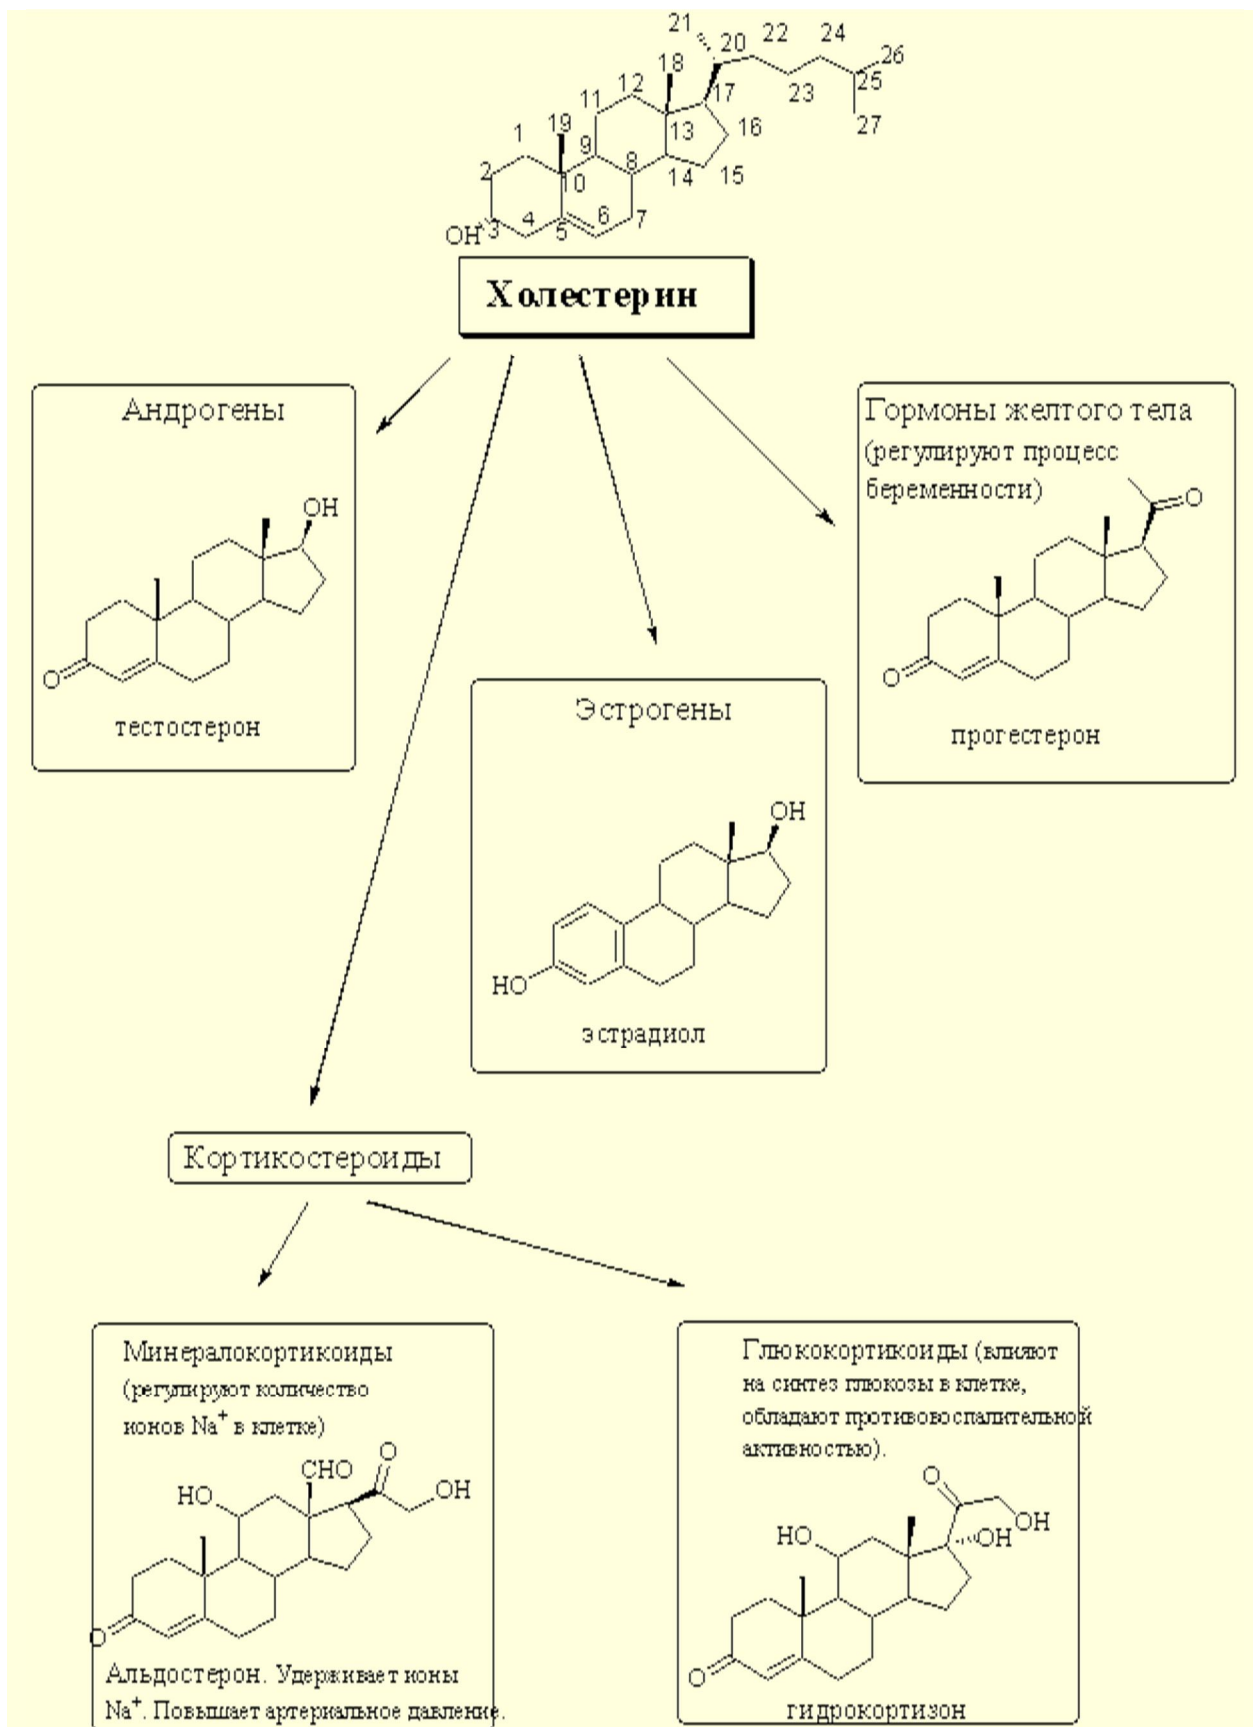 21
20
22
24
26
18
25
12
17
23
11
27
19
13
16
1
9
8
2
10
14
15
4
6
7
3
5
OH
Холестерин
Андрогены
OH
O
тестостерон
Гормоны желтого тела
(регулируют процесс
беременности)
O
O
прогестерон
Эстрогены
OH
HO
эстрадиол
Кортикостероиды
Минералокортикоиды
(регулируют количество
ионов Na⁺ в клетке)
O
CHO
HO
OH
O
Альдостерон. Удерживает ионы
Na⁺. Повышает артериальное давление.
Глюкокортикоиды (влияют
на синтез глюкозы в клетке,
обладают противовоспалительной
активностью).
O
OH
HO
OH
O
гидрокортизон